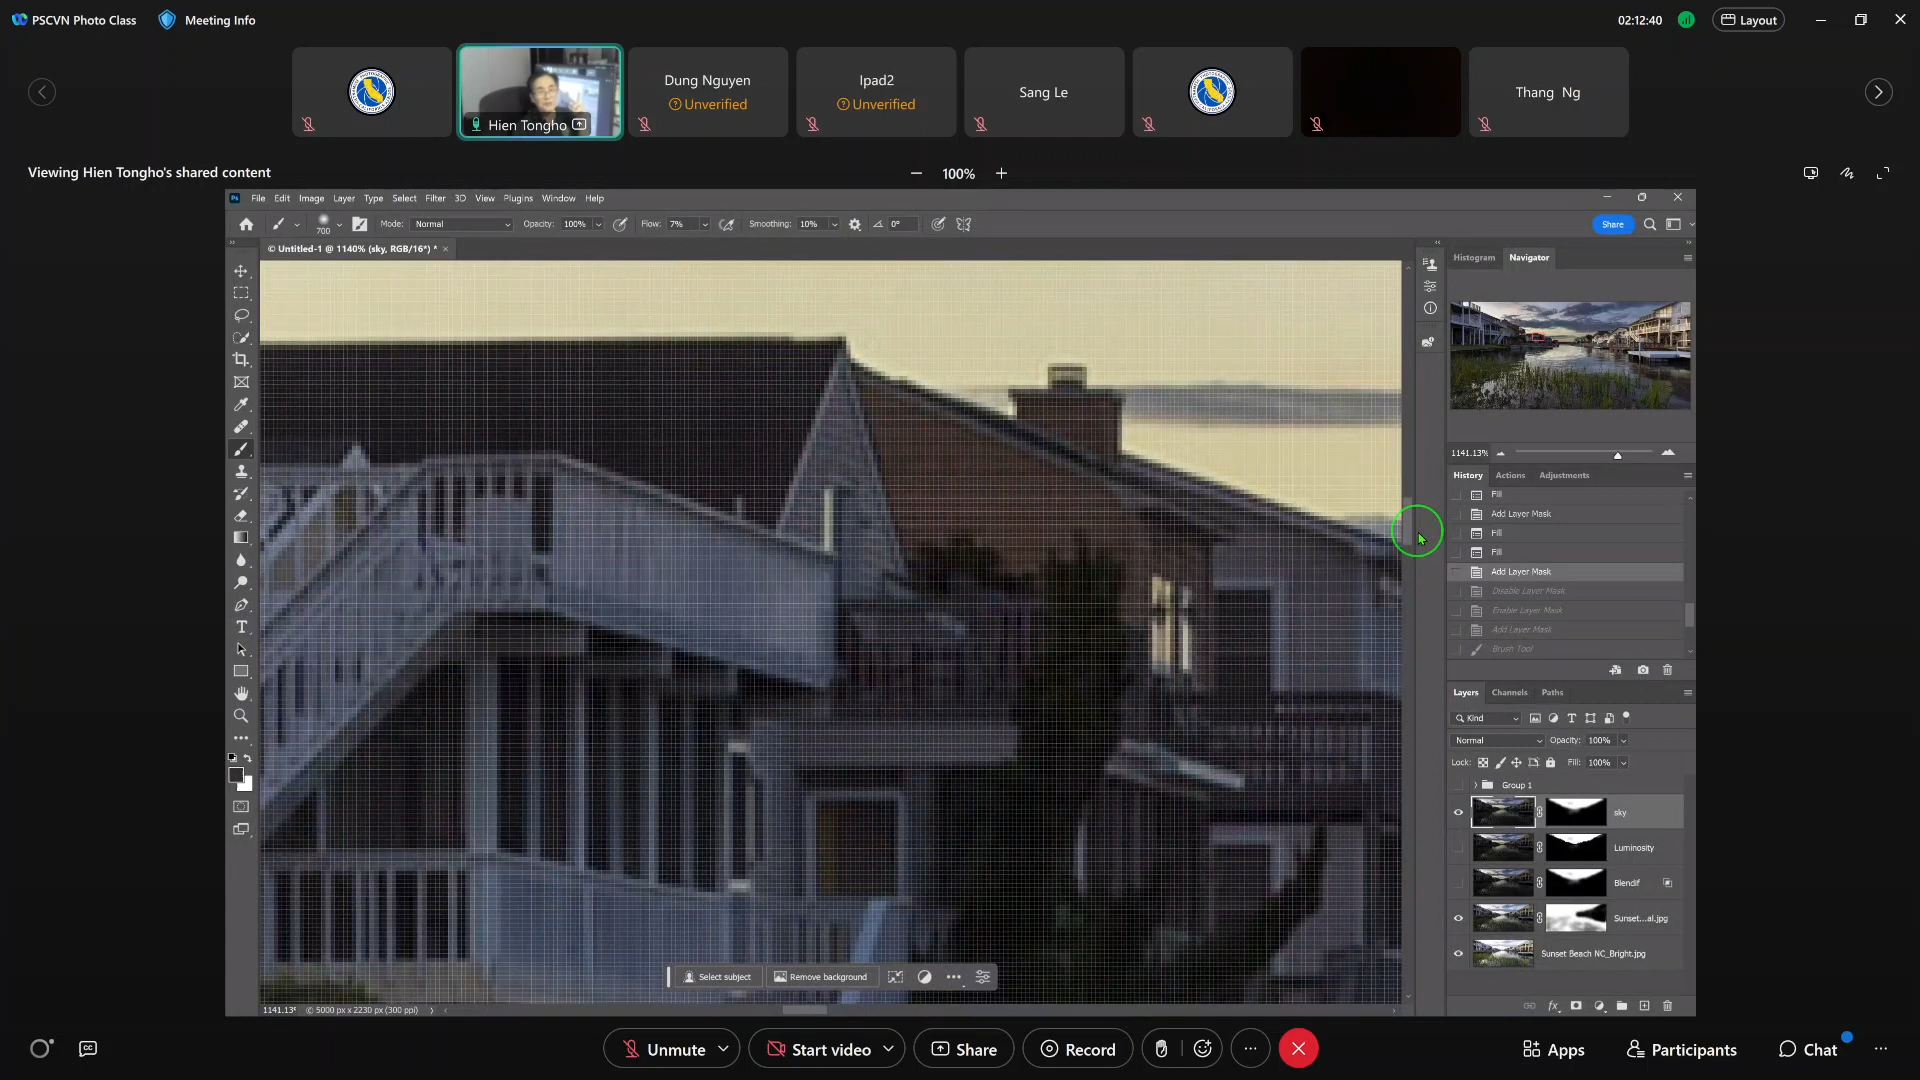 PSCVN Photo Class
Meeting Info
02:12:40
Layout
Hien Tongho
Dung Nguyen
Unverified
Ipad2
Unverified
Sang Le
Thang Ng
Viewing Hien Tongho's shared content
100%
Ps
File Edit Image Layer Type Select Filter 3D View Plugins Window Help
700
Mode: Normal
Opacity: 100%
Flow: 7%
Smoothing: 10%
0°
Share
© Untitled-1 @ 1140% (sky, RGB/16*) *
Histogram Navigator
1141.13%
History Actions Adjustments
Fill
Add Layer Mask
Fill
Fill
Add Layer Mask
Disable Layer Mask
Enable Layer Mask
Add Layer Mask
Brush Tool
Layers Channels Paths
Kind
Normal Opacity: 100%
Lock: Fill: 100%
Group 1
sky
Luminosity
Blendif
Sunset...al.jpg
Sunset Beach NC_Bright.jpg
fx
Select subject
Remove background
1141.13%
© 5000 px x 2230 px (300 ppi)
CC
Unmute
Start video
Share
Record
Apps
Participants
Chat